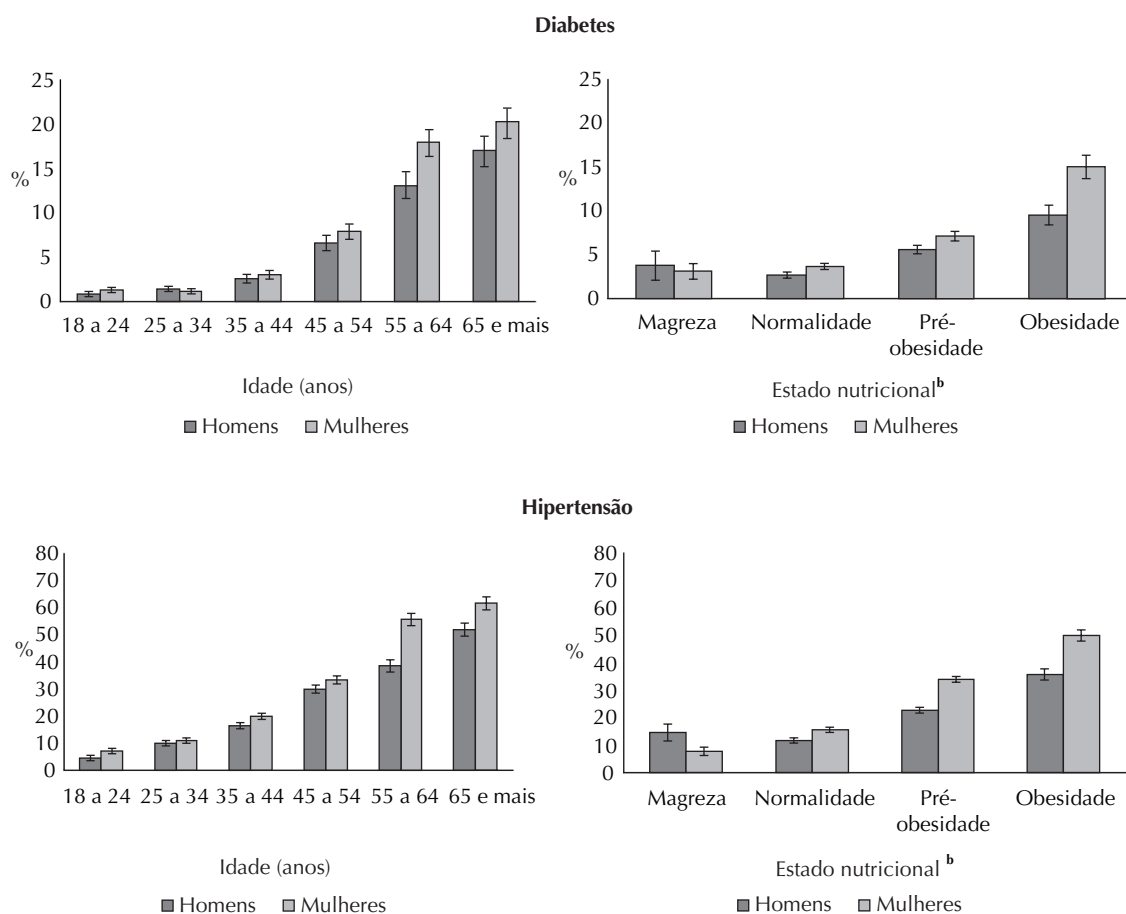 Diabetes
25
20
15
10
5
0
%
18 a 24 25 a 34 35 a 44 45 a 54 55 a 64 65 e mais
Idade (anos)
Homens Mulheres
25
20
15
10
5
0
%
Magreza Normalidade Pré-obesidade Obesidade
Estado nutricional b
Homens Mulheres
Hipertensão
80
70
60
50
40
30
20
10
0
%
18 a 24 25 a 34 35 a 44 45 a 54 55 a 64 65 e mais
Idade (anos)
Homens Mulheres
80
70
60
50
40
30
20
10
0
%
Magreza Normalidade Pré-obesidade Obesidade
Estado nutricional b
Homens Mulheres